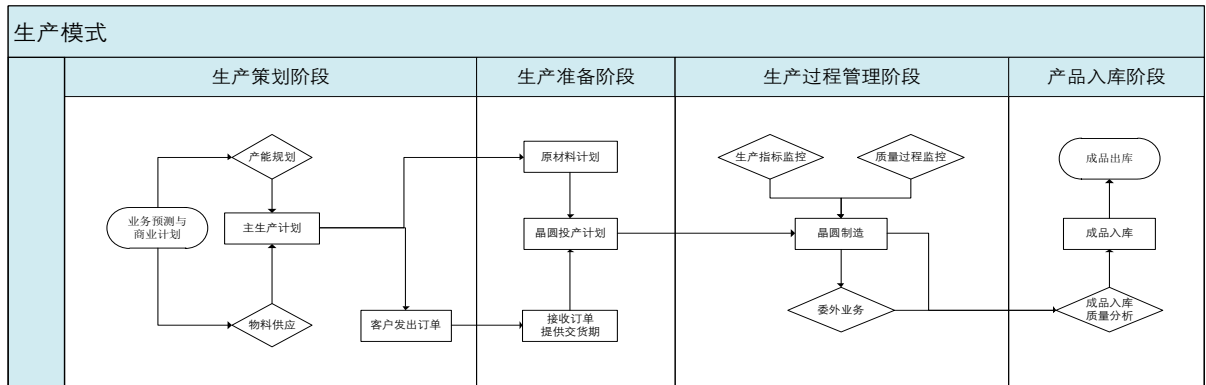 生产模式
生产策划阶段
生产准备阶段
生产过程管理阶段
产品入库阶段
产能规划
业务预测与
商业计划
主生产计划
物料供应
客户发出订单
原材料计划
晶圆投产计划
接收订单
提供交货期
生产指标监控
质量过程监控
晶圆制造
委外业务
成品出库
成品入库
成品入库
质量分析